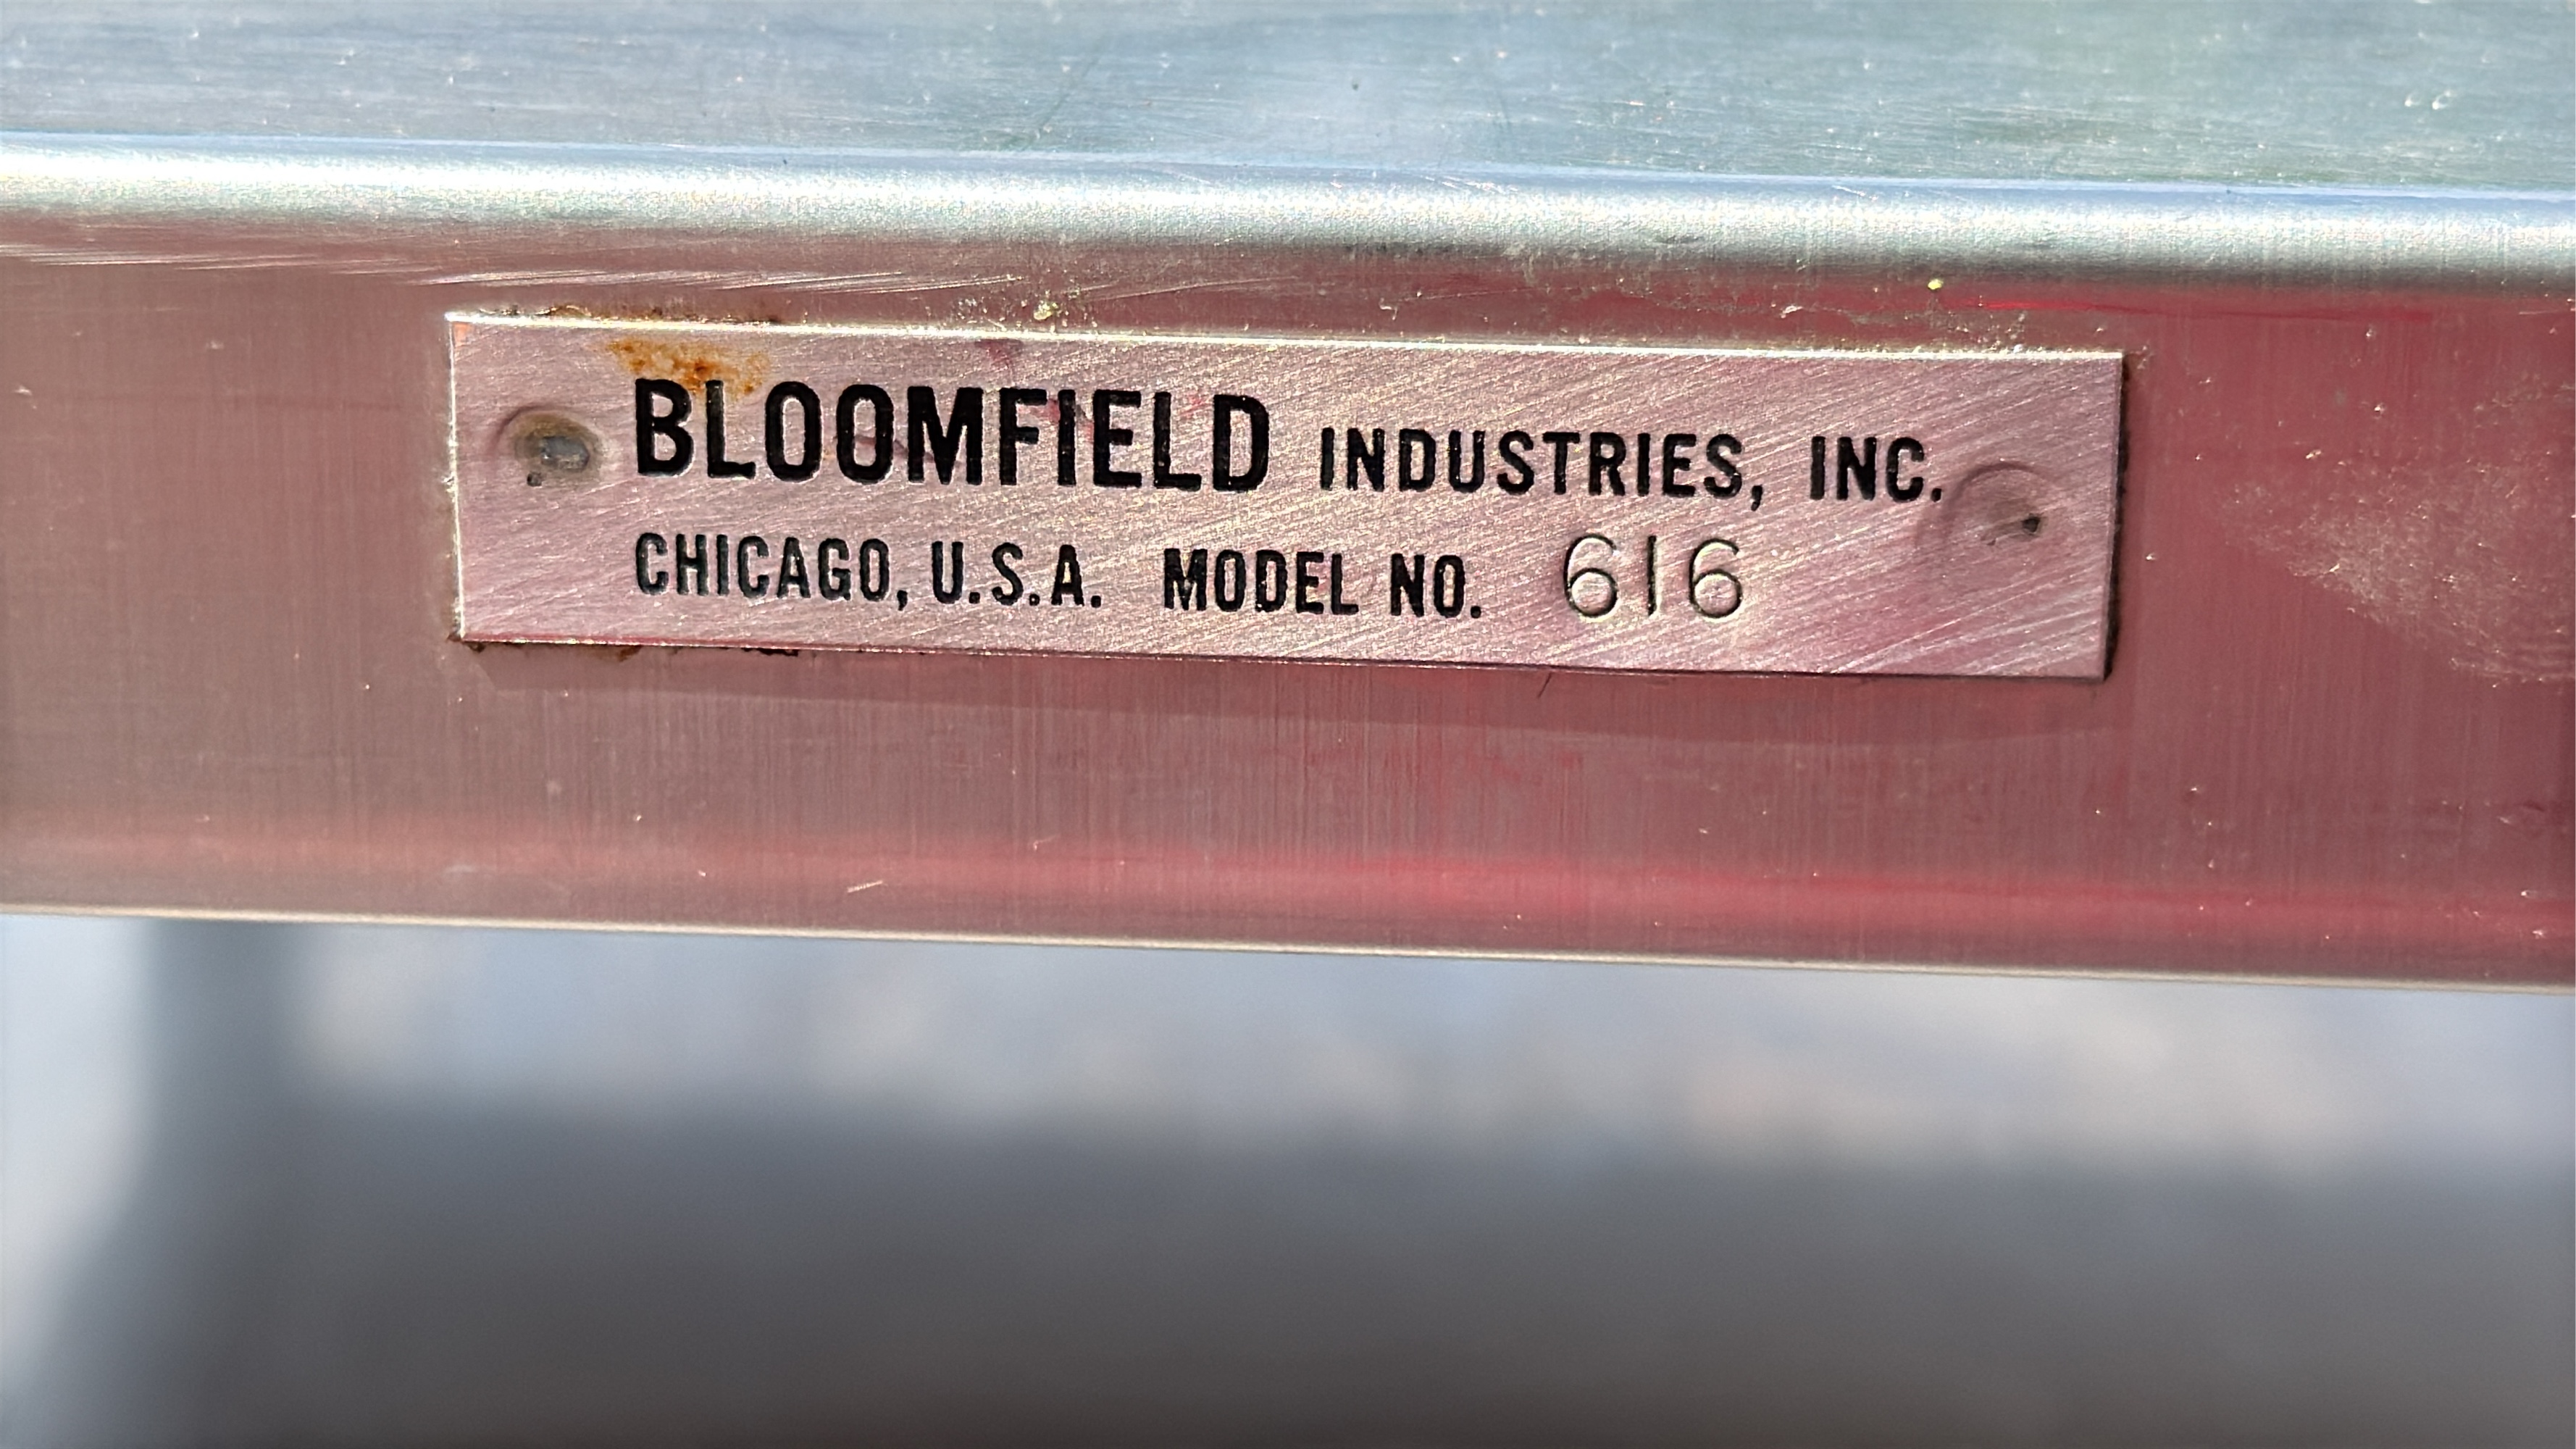 BLOOMFIELD INDUSTRIES, INC.
CHICAGO, U.S.A. MODEL NO. 616